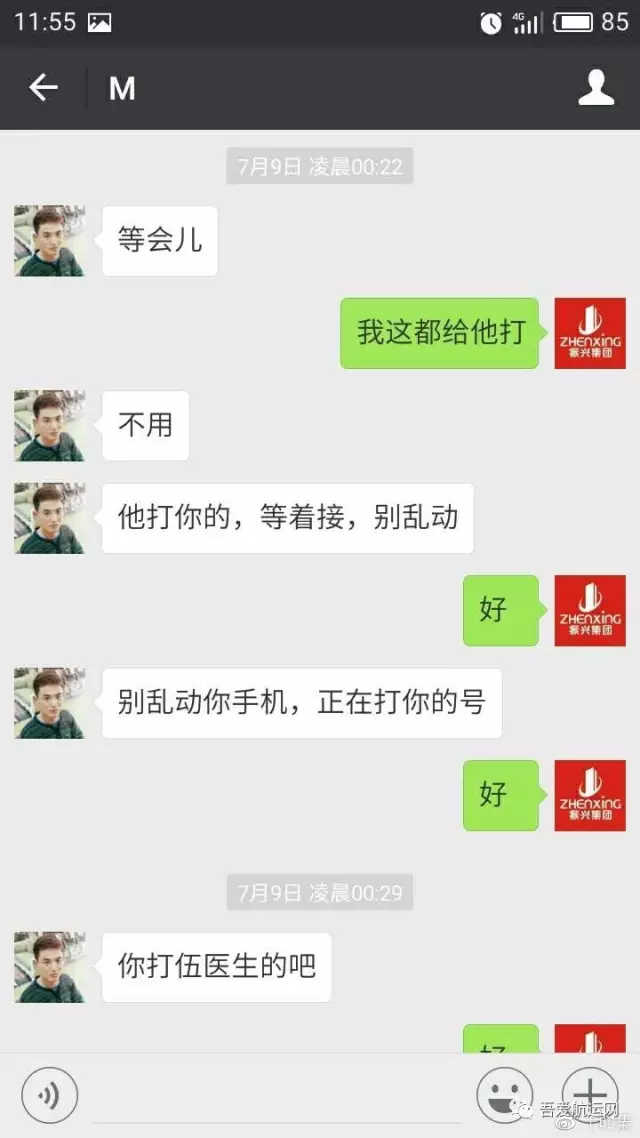 11:55
4G
85
M
7月9日 凌晨00:22
等会儿
我这都给他打
ZHENXING
振兴集团
不用
他打你的，等着接，别乱动
好
ZHENXING
振兴集团
别乱动你手机，正在打你的号
好
ZHENXING
振兴集团
7月9日 凌晨00:29
你打伍医生的吧
好
吾爱航运网